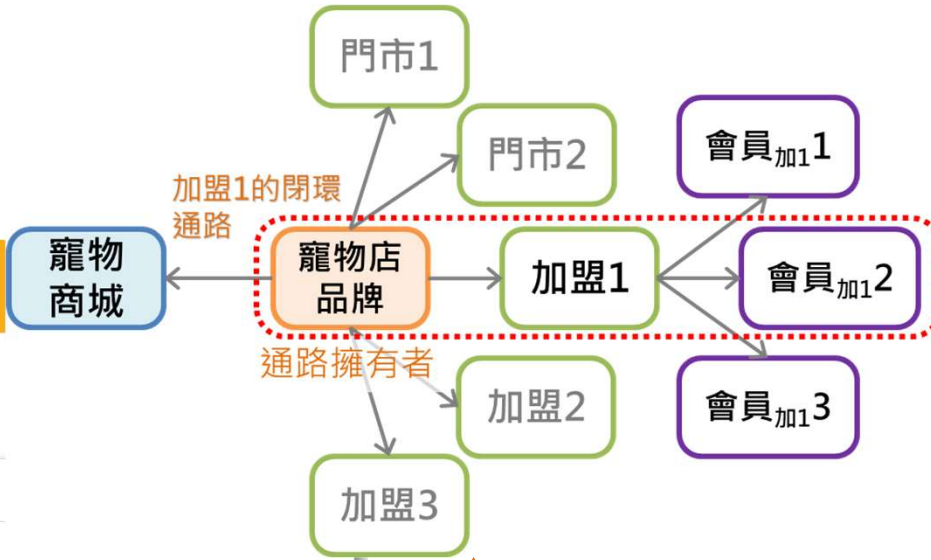 門市1
門市2
會員加11
加盟1的閉環
通路
寵物
商城
寵物店
品牌
加盟1
會員加12
通路擁有者
加盟2
會員加13
加盟3